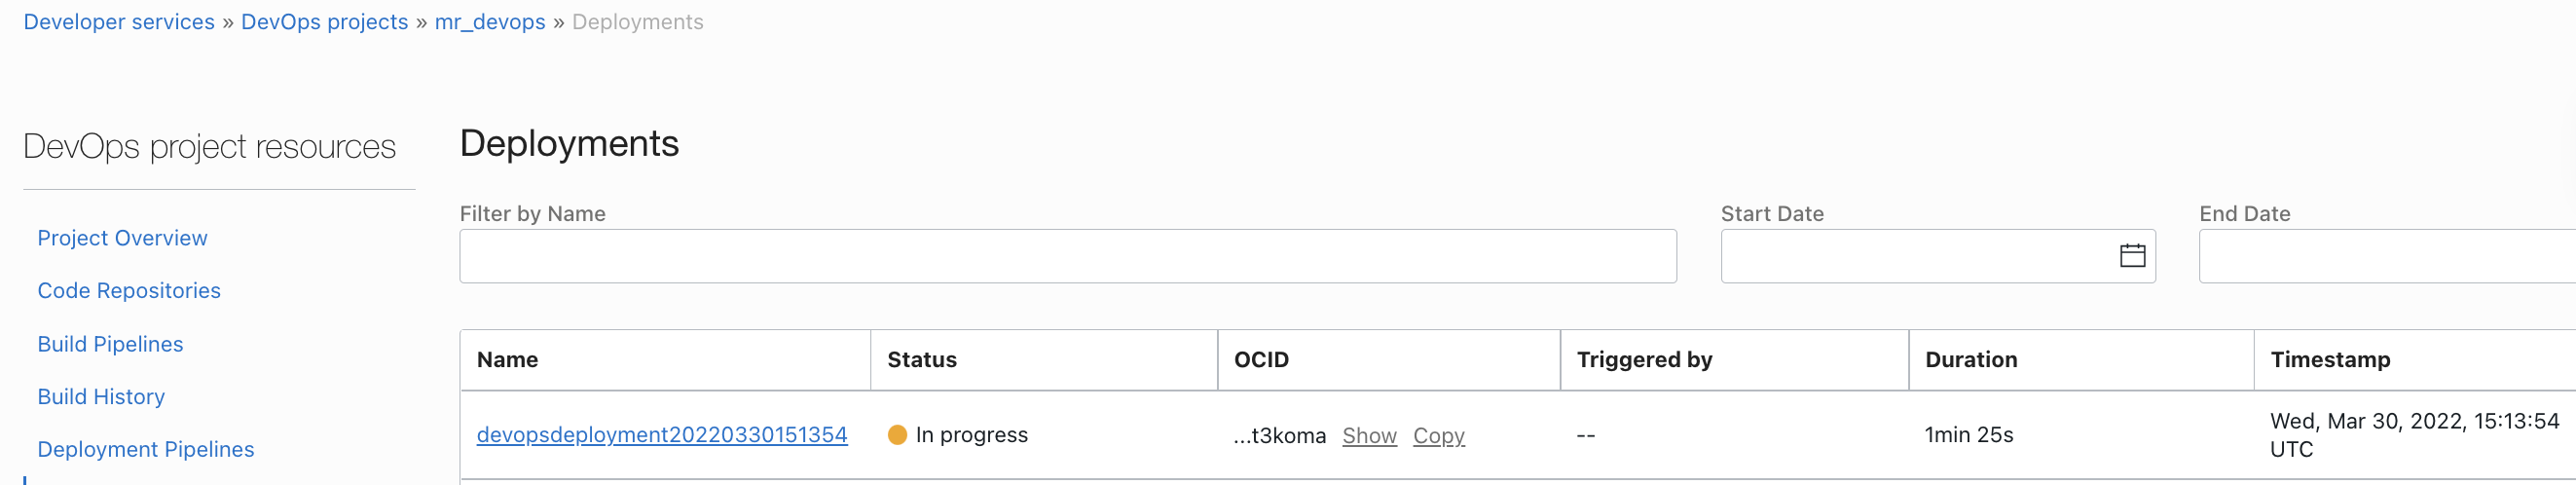 Developer services » DevOps projects » mr_devops » Deployments
DevOps project resources
Project Overview
Code Repositories
Build Pipelines
Build History
Deployment Pipelines
Deployments
Filter by Name
Start Date
End Date
Name Status OCID Triggered by Duration Timestamp
devopsdeployment20220330151354 In progress ...t3koma Show Copy -- 1min 25s Wed, Mar 30, 2022, 15:13:54
UTC